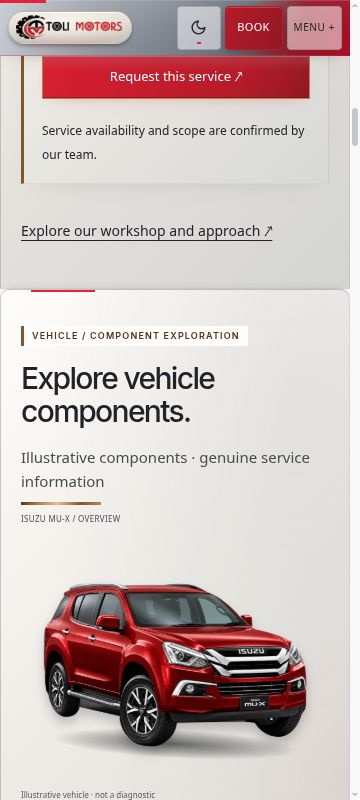 TOLI MOTORS
BOOK
MENU +
Request this service ↗
Service availability and scope are confirmed by
our team.
Explore our workshop and approach ↗
VEHICLE / COMPONENT EXPLORATION
Explore vehicle
components.
Illustrative components · genuine service
information
ISUZU MU-X / OVERVIEW
ISUZU
MU-X
Illustrative vehicle · not a diagnostic